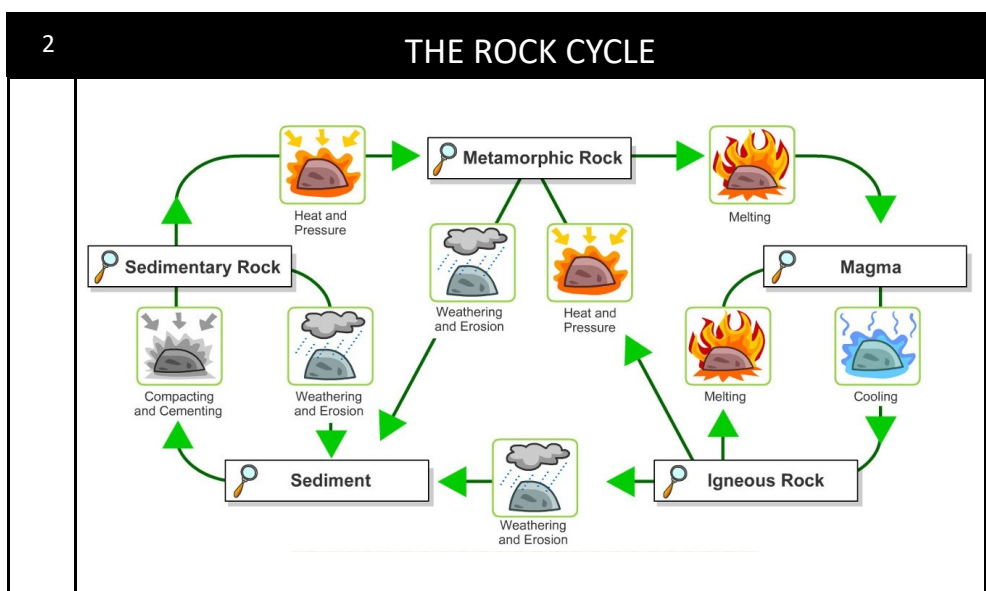 2
THE ROCK CYCLE
Metamorphic Rock
Heat and
Pressure
Melting
Sedimentary Rock
Magma
Weathering
and Erosion
Heat and
Pressure
Compacting
and Cementing
Weathering
and Erosion
Melting
Cooling
Sediment
Igneous Rock
Weathering
and Erosion